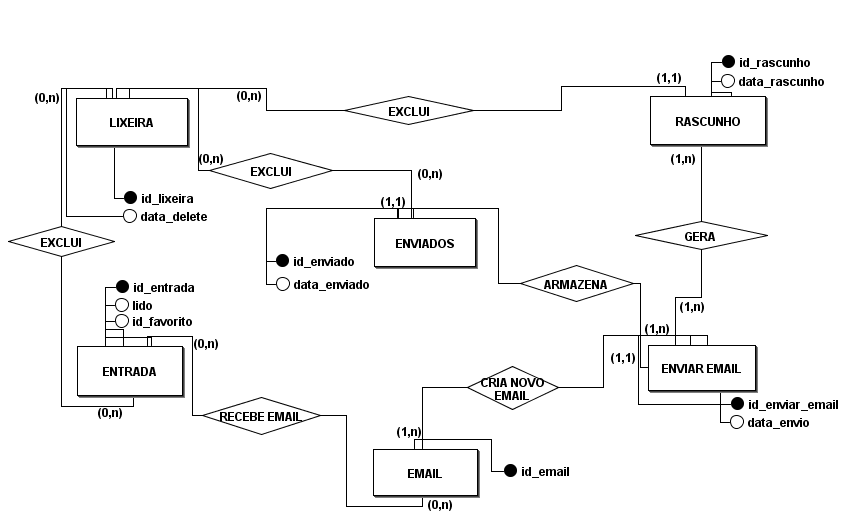 id_rascunho
(1,1)
data_rascunho
(0,n)
(0,n)
EXCLUI
LIXEIRA
RASCUNHO
(0,n)
EXCLUI
(0,n)
(1,n)
id_lixeira
data_delete
(1,1)
EXCLUI
ENVIADOS
GERA
id_enviado
data_enviado
ARMAZENA
id_entrada
lido
id_favorito
(1,n)
(0,n)
(1,n)
(1,1)
ENTRADA
ENVIAR EMAIL
CRIA NOVO
EMAIL
(0,n)
RECEBE EMAIL
id_enviar_email
data_envio
(1,n)
EMAIL
id_email
(0,n)